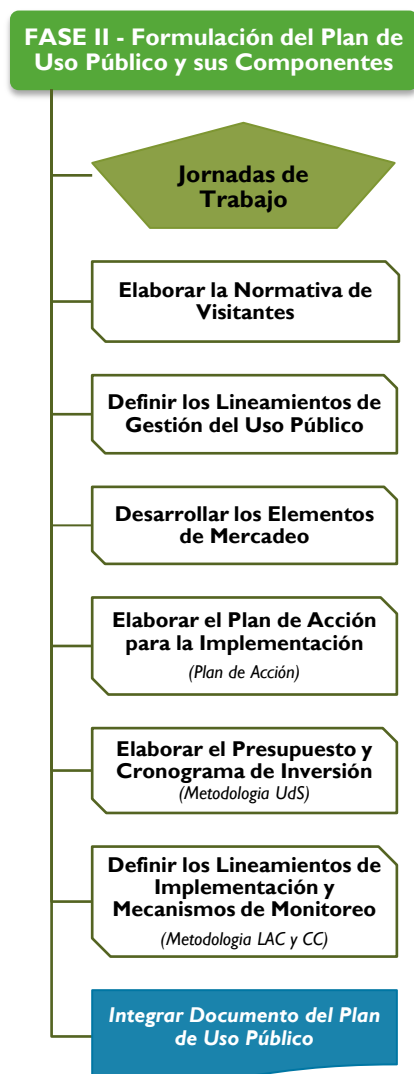 FASE II - Formulación del Plan de
Uso Público y sus Componentes
Jornadas de
Trabajo
Elaborar la Normativa de
Visitantes
Definir los Lineamientos de
Gestión del Uso Público
Desarrollar los Elementos
de Mercadeo
Elaborar el Plan de Acción
para la Implementación
(Plan de Acción)
Elaborar el Presupuesto y
Cronograma de Inversión
(Metodologia UdS)
Definir los Lineamientos de
Implementación y
Mecanismos de Monitoreo
(Metodologia LAC y CC)
Integrar Documento del Plan
de Uso Público